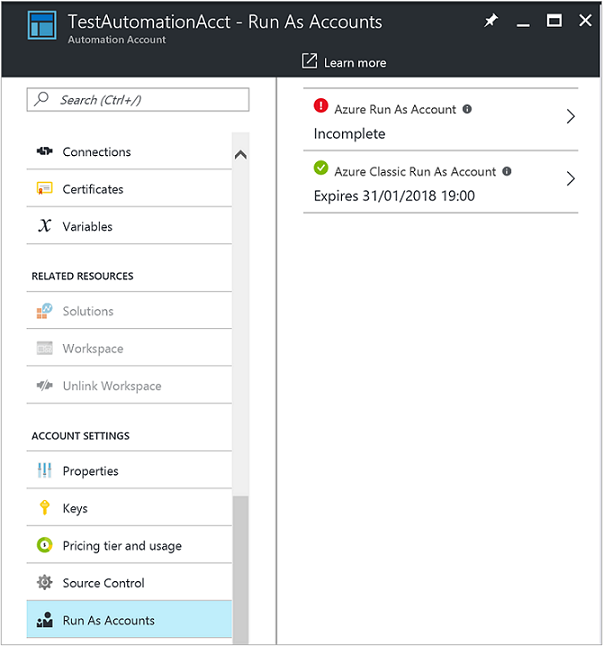 TestAutomationAcct - Run As Accounts
Automation Account
Learn more
Search (Ctrl+/)
Connections
Certificates
Variables
RELATED RESOURCES
Solutions
Workspace
Unlink Workspace
ACCOUNT SETTINGS
Properties
Keys
Pricing tier and usage
Source Control
Run As Accounts
Azure Run As Account
Incomplete
Azure Classic Run As Account
Expires 31/01/2018 19:00